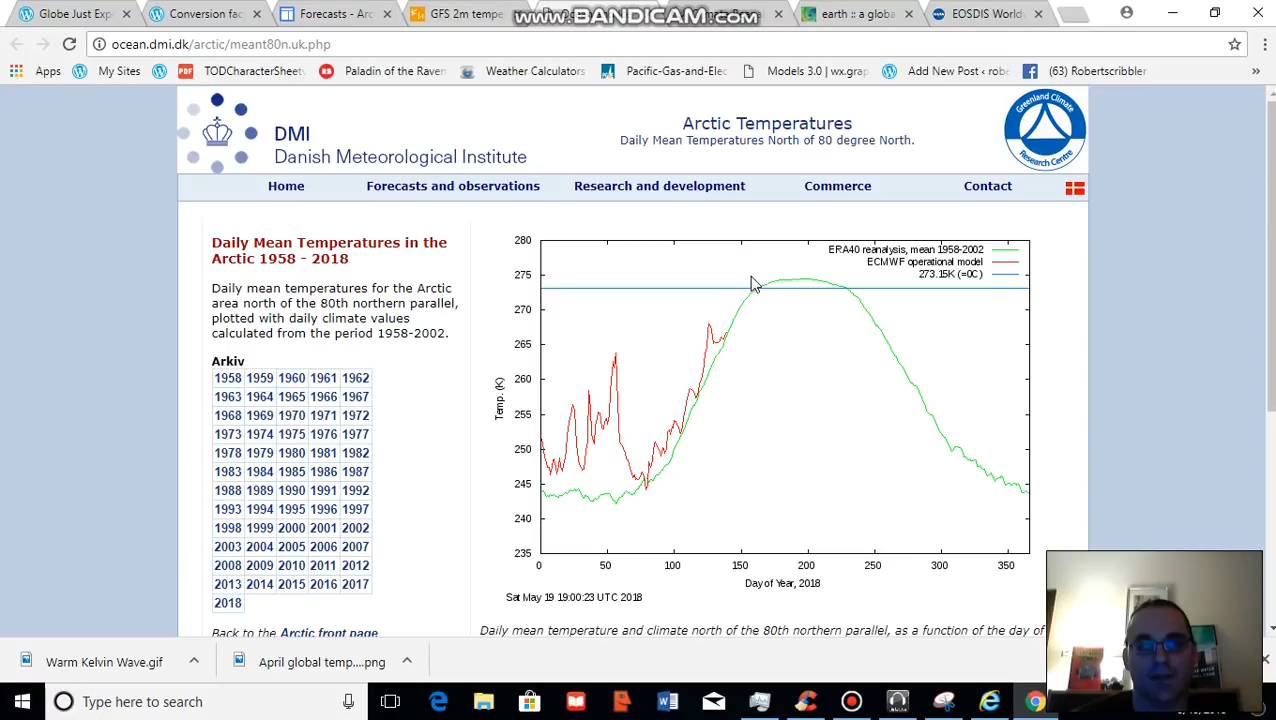 Globe Just Exp
Conversion fac
Forecasts - Arc
GFS 2m tempe
earth :: a globa
EOSDIS World
WWW.BANDICAM.COM
ocean.dmi.dk/arctic/meant80n.uk.php
Apps
My Sites
TODCharacterSheet
Paladin of the Raven
Weather Calculators
Pacific-Gas-and-Elec
Models 3.0 | wx.grap
Add New Post ‹ robe
(63) Robertscribbler
»
DMI
Danish Meteorological Institute
Arctic Temperatures
Daily Mean Temperatures North of 80 degree North.
Greenland Climate
Research Centre
Home
Forecasts and observations
Research and development
Commerce
Contact
Daily Mean Temperatures in the
Arctic 1958 - 2018
Daily mean temperatures for the Arctic
area north of the 80th northern parallel,
plotted with daily climate values
calculated from the period 1958-2002.
Arkiv
1958 1959 1960 1961 1962
1963 1964 1965 1966 1967
1968 1969 1970 1971 1972
1973 1974 1975 1976 1977
1978 1979 1980 1981 1982
1983 1984 1985 1986 1987
1988 1989 1990 1991 1992
1993 1994 1995 1996 1997
1998 1999 2000 2001 2002
2003 2004 2005 2006 2007
2008 2009 2010 2011 2012
2013 2014 2015 2016 2017
2018
Back to the Arctic front page
ERA40 reanalysis, mean 1958-2002
ECMWF operational model
273.15K (=0C)
280
275
270
265
260
255
250
245
240
235
Temp. (K)
0 50 100 150 200 250 300 350
Day of Year, 2018
Sat May 19 19:00:23 UTC 2018
Daily mean temperature and climate north of the 80th northern parallel, as a function of the day of
Warm Kelvin Wave.gif
April global temp....png
Type here to search